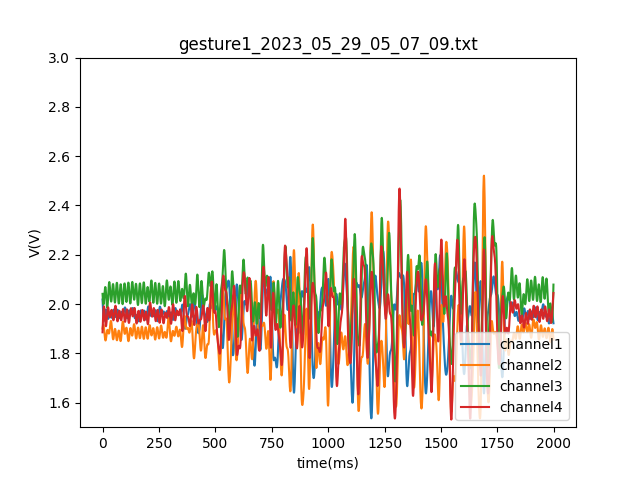 gesture1_2023_05_29_05_07_09.txt
3.0
2.8
2.6
2.4
2.2
2.0
1.8
1.6
V(V)
channel1
channel2
channel3
channel4
0 250 500 750 1000 1250 1500 1750 2000
time(ms)